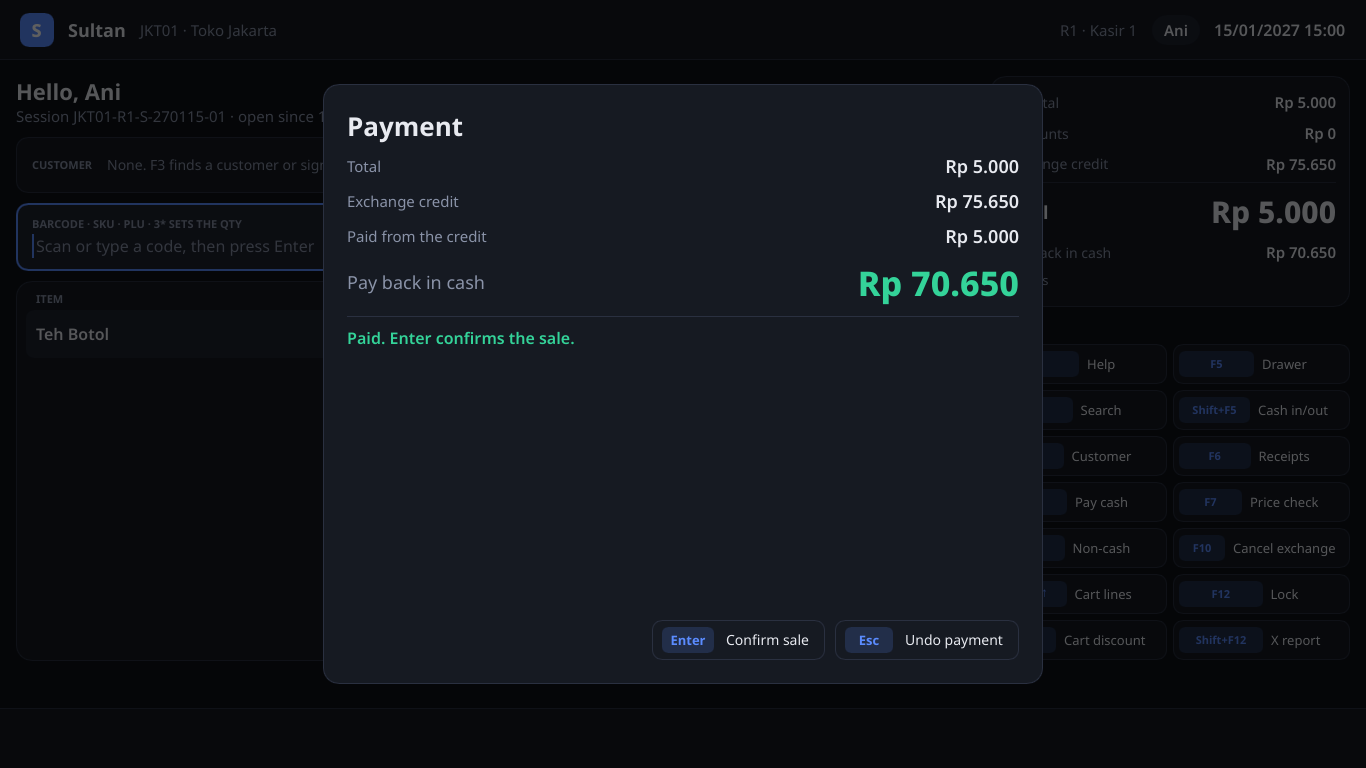 S Sultan JKT01 · Toko Jakarta R1 · Kasir 1 Ani 15/01/2027 15:00
Hello, Ani
Session JKT01-R1-S-270115-01 · open since 1
CUSTOMER None. F3 finds a customer or sign
BARCODE · SKU · PLU · 3* SETS THE QTY
Scan or type a code, then press Enter
ITEM
Teh Botol
Payment
Total Rp 5.000
Exchange credit Rp 75.650
Paid from the credit Rp 5.000
Pay back in cash Rp 70.650
Paid. Enter confirms the sale.
Enter Confirm sale Esc Undo payment
Rp 5.000
Rp 0
credit Rp 75.650
Rp 5.000
in cash Rp 70.650
Help F5 Drawer
Search Shift+F5 Cash in/out
Customer F6 Receipts
Pay cash F7 Price check
Non-cash F10 Cancel exchange
Cart lines F12 Lock
Cart discount Shift+F12 X report